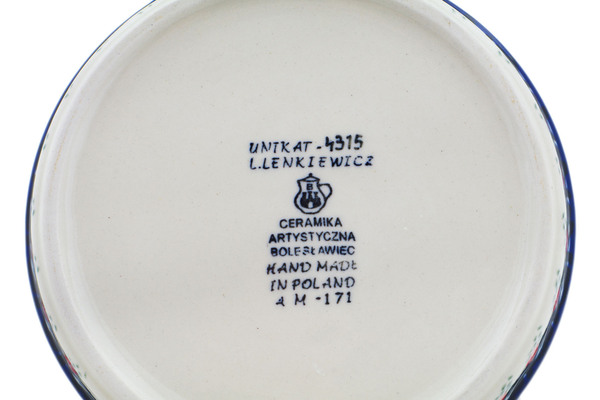 UNIKAT-4315
L.LENKIEWICZ
B
CERAMIKA
ARTYSTYCZNA
BOLESŁAWIEC
HAND MADE
IN POLAND
a M -171